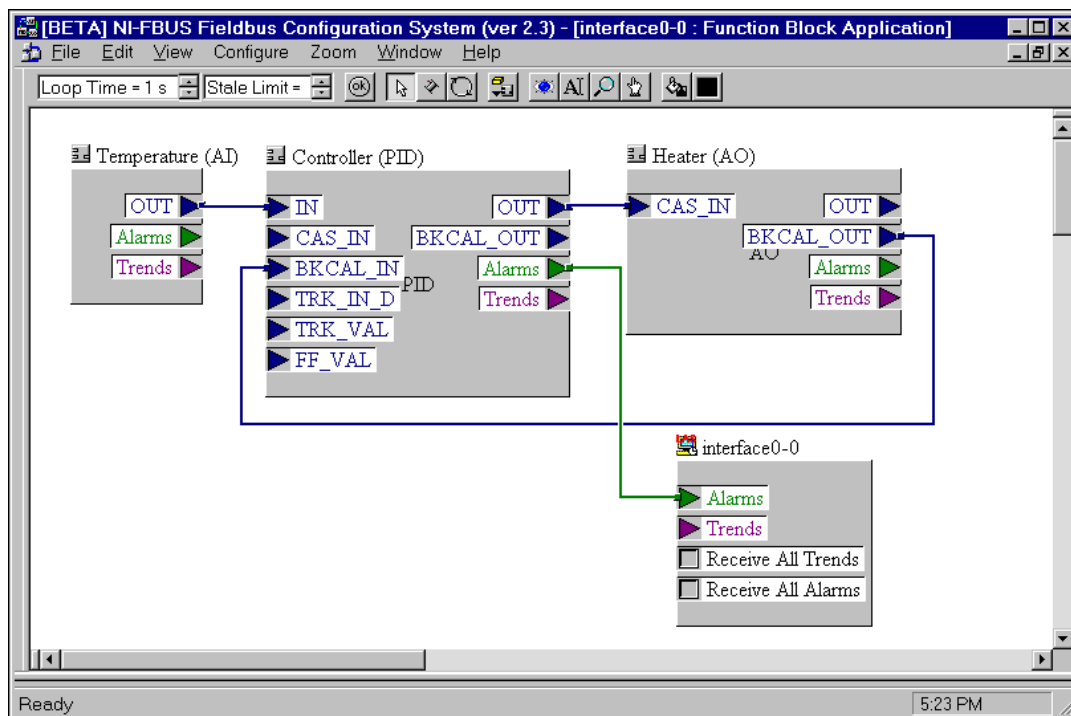 [BETA] NI-FBUS Fieldbus Configuration System (ver 2.3) - [interface0-0 : Function Block Application]
File Edit View Configure Zoom Window Help
Loop Time = 1 s Stale Limit = ok A
Temperature (AI)
OUT
Alarms
Trends
Controller (PID)
IN
CAS_IN
BKCAL_IN
TRK_IN_D
TRK_VAL
FF_VAL
PID
OUT
BKCAL_OUT
Alarms
Trends
Heater (AO)
CAS_IN
AO
OUT
BKCAL_OUT
Alarms
Trends
interface0-0
Alarms
Trends
Receive All Trends
Receive All Alarms
Ready 5:23 PM